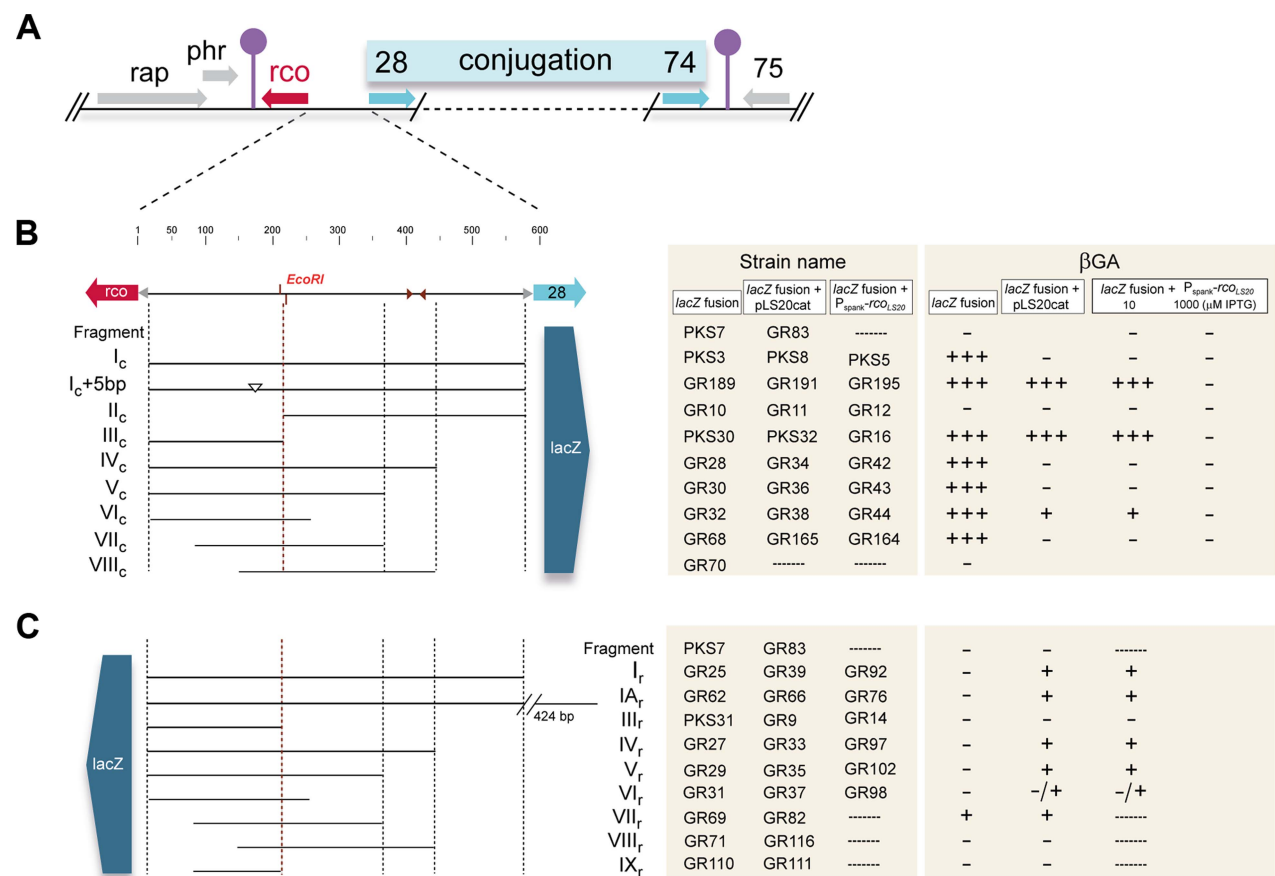 A
rap phr rco 28 conjugation 74 75
B
1 50 100 200 300 400 500 600
rco EcoRI 28
Fragment
Ic
Ic+5bp
IIc
IIIc
IVc
Vc
VIc
VIIc
VIIIc
lacZ
Strain name βGA
lacZ fusion lacZ fusion + pLS20cat lacZ fusion + Pspank-rcoLS20 lacZ fusion lacZ fusion + pLS20cat lacZ fusion + Pspank-rcoLS20 10 1000 (μM IPTG)
PKS7 GR83 ------- – – –
PKS3 PKS8 PKS5 +++ – – –
GR189 GR191 GR195 +++ +++ +++ –
GR10 GR11 GR12 – – – –
PKS30 PKS32 GR16 +++ +++ +++ –
GR28 GR34 GR42 +++ – – –
GR30 GR36 GR43 +++ – – –
GR32 GR38 GR44 +++ + + –
GR68 GR165 GR164 +++ – – –
GR70 ------- ------- –
C
lacZ
424 bp
Fragment PKS7 GR83 ------- – – -------
Ir GR25 GR39 GR92 – + +
IAr GR62 GR66 GR76 – + +
IIIr PKS31 GR9 GR14 – – –
IVr GR27 GR33 GR97 – + +
Vr GR29 GR35 GR102 – + +
VIr GR31 GR37 GR98 – –/+ –/+
VIIr GR69 GR82 ------- + + -------
VIIIr GR71 GR116 ------- – – -------
IXr GR110 GR111 ------- – – -------